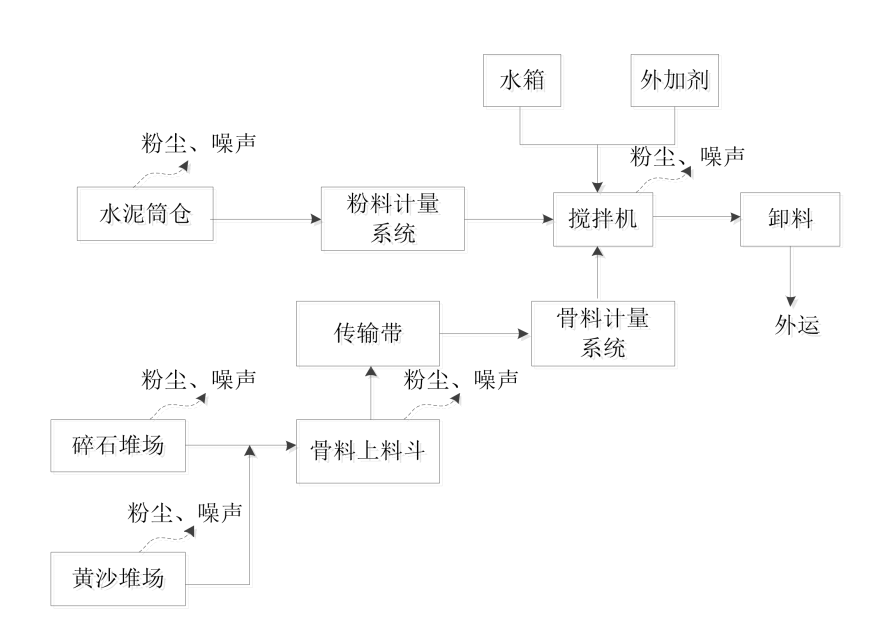 水箱
外加剂
粉尘、噪声
粉尘、噪声
水泥筒仓
粉料计量
系统
搅拌机
卸料
外运
传输带
骨料计量
系统
粉尘、噪声
粉尘、噪声
碎石堆场
骨料上料斗
粉尘、噪声
黄沙堆场